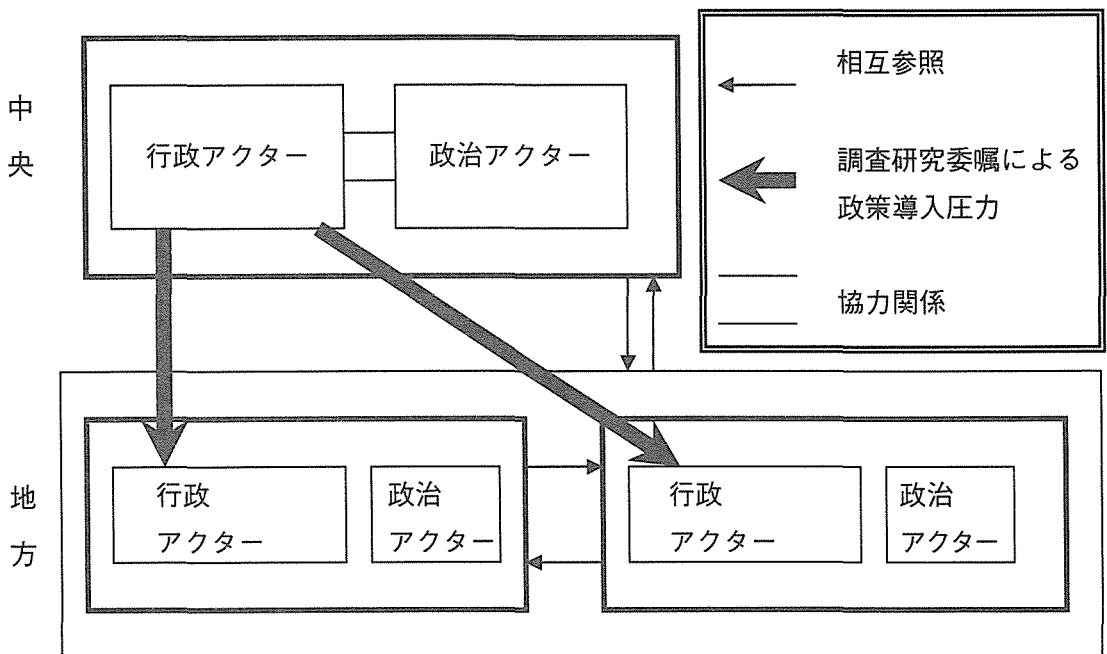 中
央
行政アクター
政治アクター
相互参照
調査研究委嘱による
政策導入圧力
協力関係
地
方
行政
アクター
政治
アクター
行政
アクター
政治
アクター